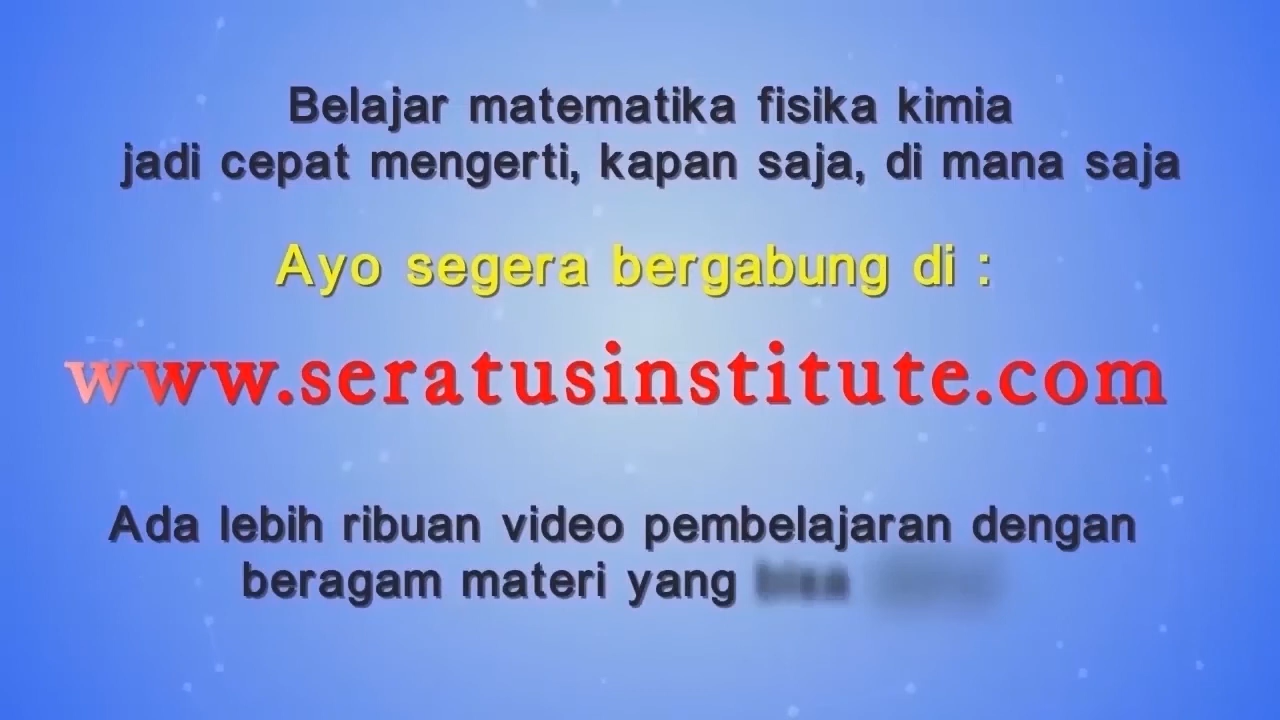 Belajar matematika fisika kimia
jadi cepat mengerti, kapan saja, di mana saja
Ayo segera bergabung di :
www.seratusinstitute.com
Ada lebih ribuan video pembelajaran dengan
beragam materi yang